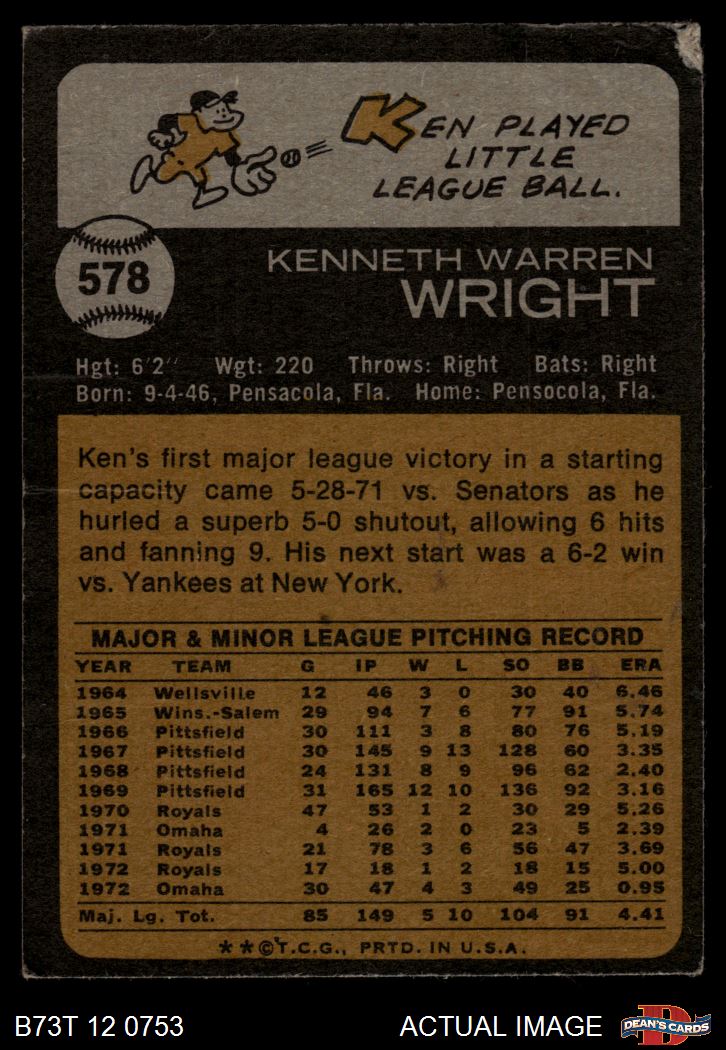 KEN PLAYED
LITTLE
LEAGUE BALL.
578
KENNETH WARREN
WRIGHT
Hgt: 6'2" Wgt: 220 Throws: Right Bats: Right
Born: 9-4-46, Pensacola, Fla. Home: Pensocola, Fla.
Ken's first major league victory in a starting
capacity came 5-28-71 vs. Senators as he
hurled a superb 5-0 shutout, allowing 6 hits
and fanning 9. His next start was a 6-2 win
vs. Yankees at New York.
MAJOR & MINOR LEAGUE PITCHING RECORD
YEAR TEAM G IP W L SO BB ERA
1964 Wellsville 12 46 3 0 30 40 6.46
1965 Wins.-Salem 29 94 7 6 77 91 5.74
1966 Pittsfield 30 111 3 8 80 76 5.19
1967 Pittsfield 30 145 9 13 128 60 3.35
1968 Pittsfield 24 131 8 9 96 62 2.40
1969 Pittsfield 31 165 12 10 136 92 3.16
1970 Royals 47 53 1 2 30 29 5.26
1971 Omaha 4 26 2 0 23 5 2.39
1971 Royals 21 78 3 6 56 47 3.69
1972 Royals 17 18 1 2 18 15 5.00
1972 Omaha 30 47 4 3 49 25 0.95
Maj. Lg. Tot. 85 149 5 10 104 91 4.41
**©T.C.G., PRTD. IN U.S.A.
B73T 12 0753 ACTUAL IMAGE D DEAN'S CARDS